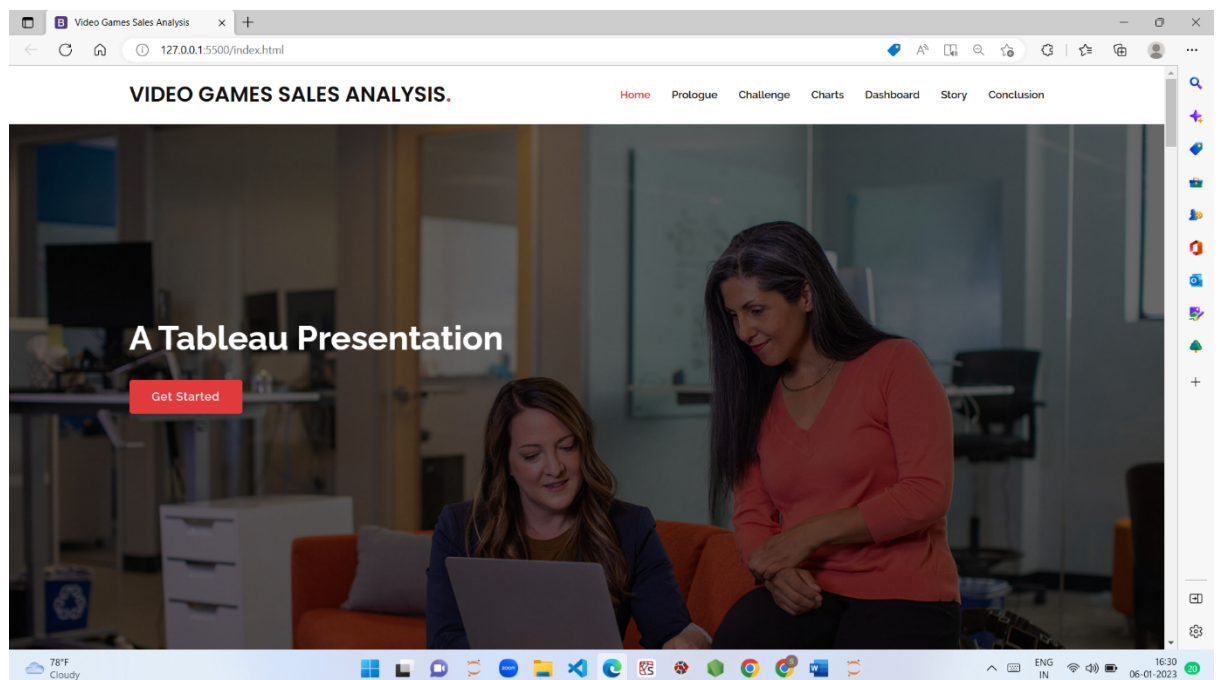 Video Games Sales Analysis
127.0.0.1:5500/index.html
VIDEO GAMES SALES ANALYSIS.
Home Prologue Challenge Charts Dashboard Story Conclusion
A Tableau Presentation
Get Started
78°F
Cloudy
zoom
ENG
IN
16:30
06-01-2023
20